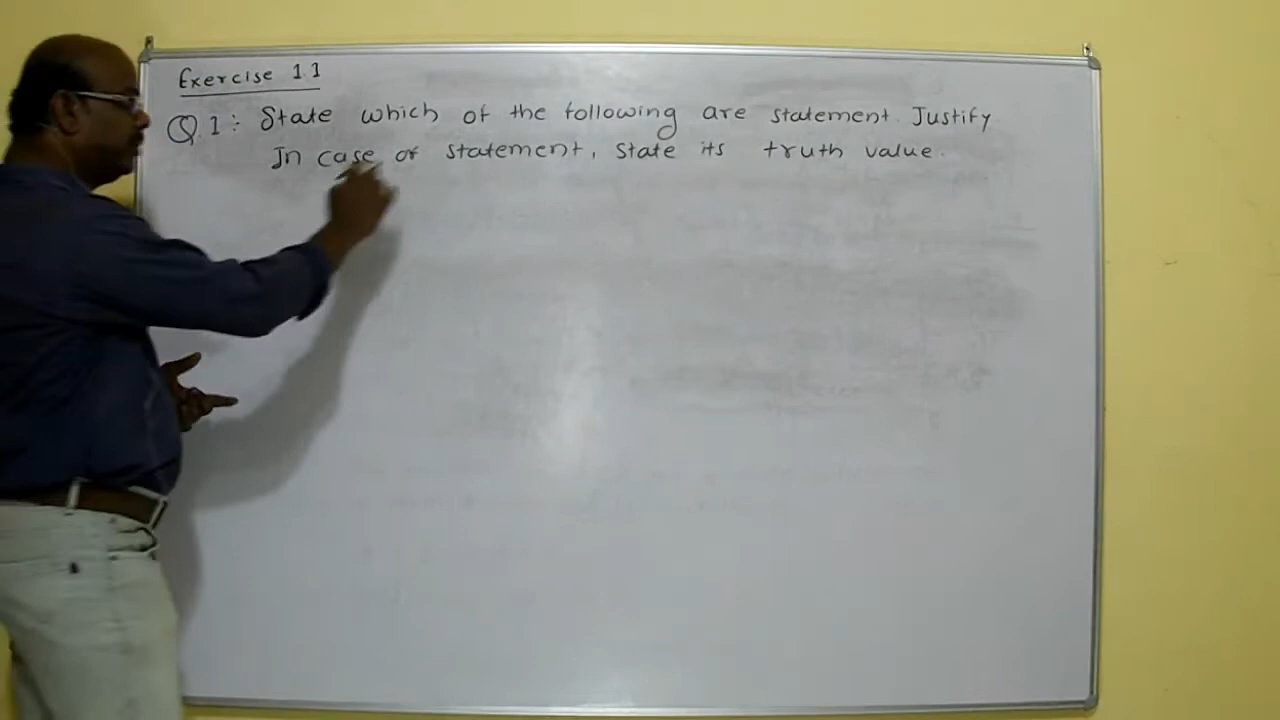 Exercise 1 1
Q.1: State which of the following are statement. Justify
In case of statement, state its truth value.